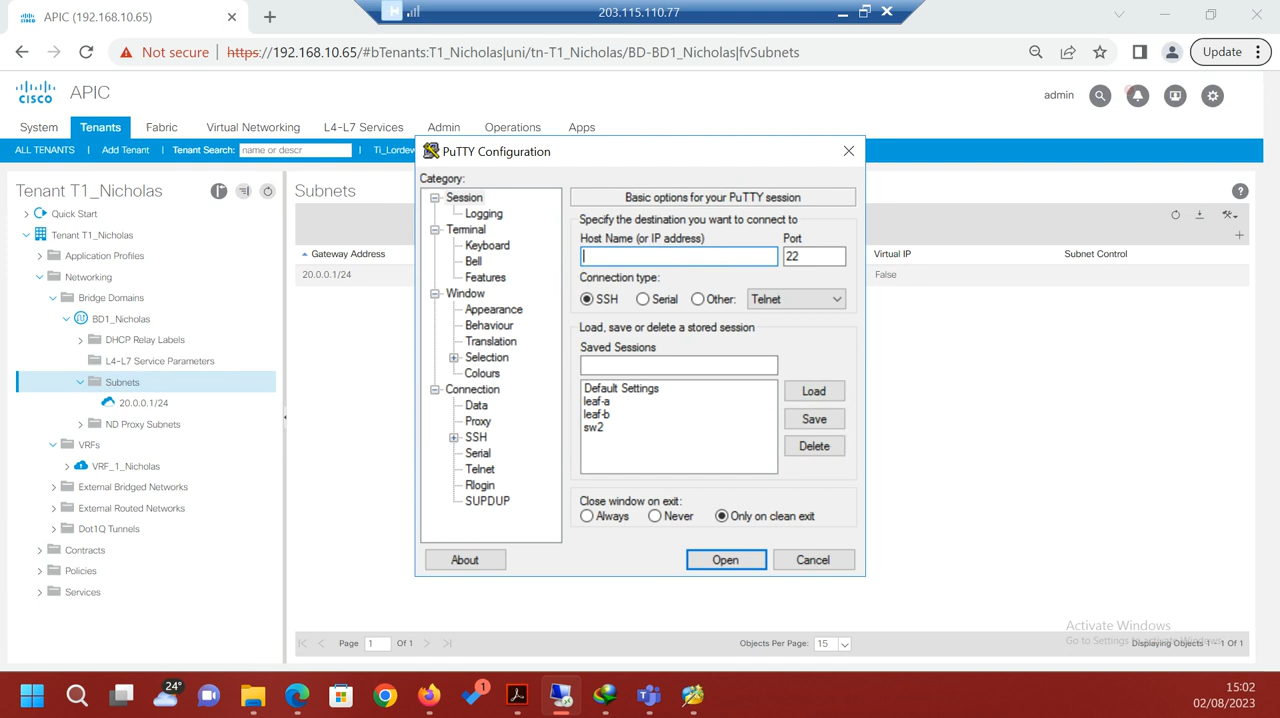 APIC (192.168.10.65)
203.115.110.77
Not secure
https://192.168.10.65/#bTenants:T1_Nicholas|uni/tn-T1_Nicholas/BD-BD1_Nicholas|fvSubnets
Update
CISCO
APIC
admin
System
Tenants
Fabric
Virtual Networking
L4-L7 Services
Admin
Operations
Apps
ALL TENANTS
Add Tenant
Tenant Search:
name or descr
Ti_Lordew
Tenant T1_Nicholas
Quick Start
Tenant T1_Nicholas
Application Profiles
Networking
Bridge Domains
BD1_Nicholas
DHCP Relay Labels
L4-L7 Service Parameters
Subnets
20.0.0.1/24
ND Proxy Subnets
VRFs
VRF_1_Nicholas
External Bridged Networks
External Routed Networks
Dot1Q Tunnels
Contracts
Policies
Services
Subnets
Gateway Address
Virtual IP
Subnet Control
20.0.0.1/24
False
PuTTY Configuration
Category:
Session
Logging
Terminal
Keyboard
Bell
Features
Window
Appearance
Behaviour
Translation
Selection
Colours
Connection
Data
Proxy
SSH
Serial
Telnet
Rlogin
SUPDUP
Basic options for your PuTTY session
Specify the destination you want to connect to
Host Name (or IP address)
Port
22
Connection type:
SSH
Serial
Other:
Telnet
Load, save or delete a stored session
Saved Sessions
Default Settings
leaf-a
leaf-b
sw2
Load
Save
Delete
Close window on exit:
Always
Never
Only on clean exit
About
Open
Cancel
Page
1
Of 1
Objects Per Page:
15
Displaying Objects 1 - 1 Of 1
Activate Windows
Go to Settings to activate Windows.
24°
1
15:02
02/08/2023